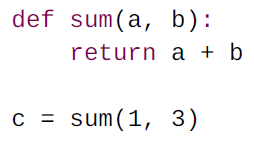 def sum(a, b):
    return a + b

c = sum(1, 3)